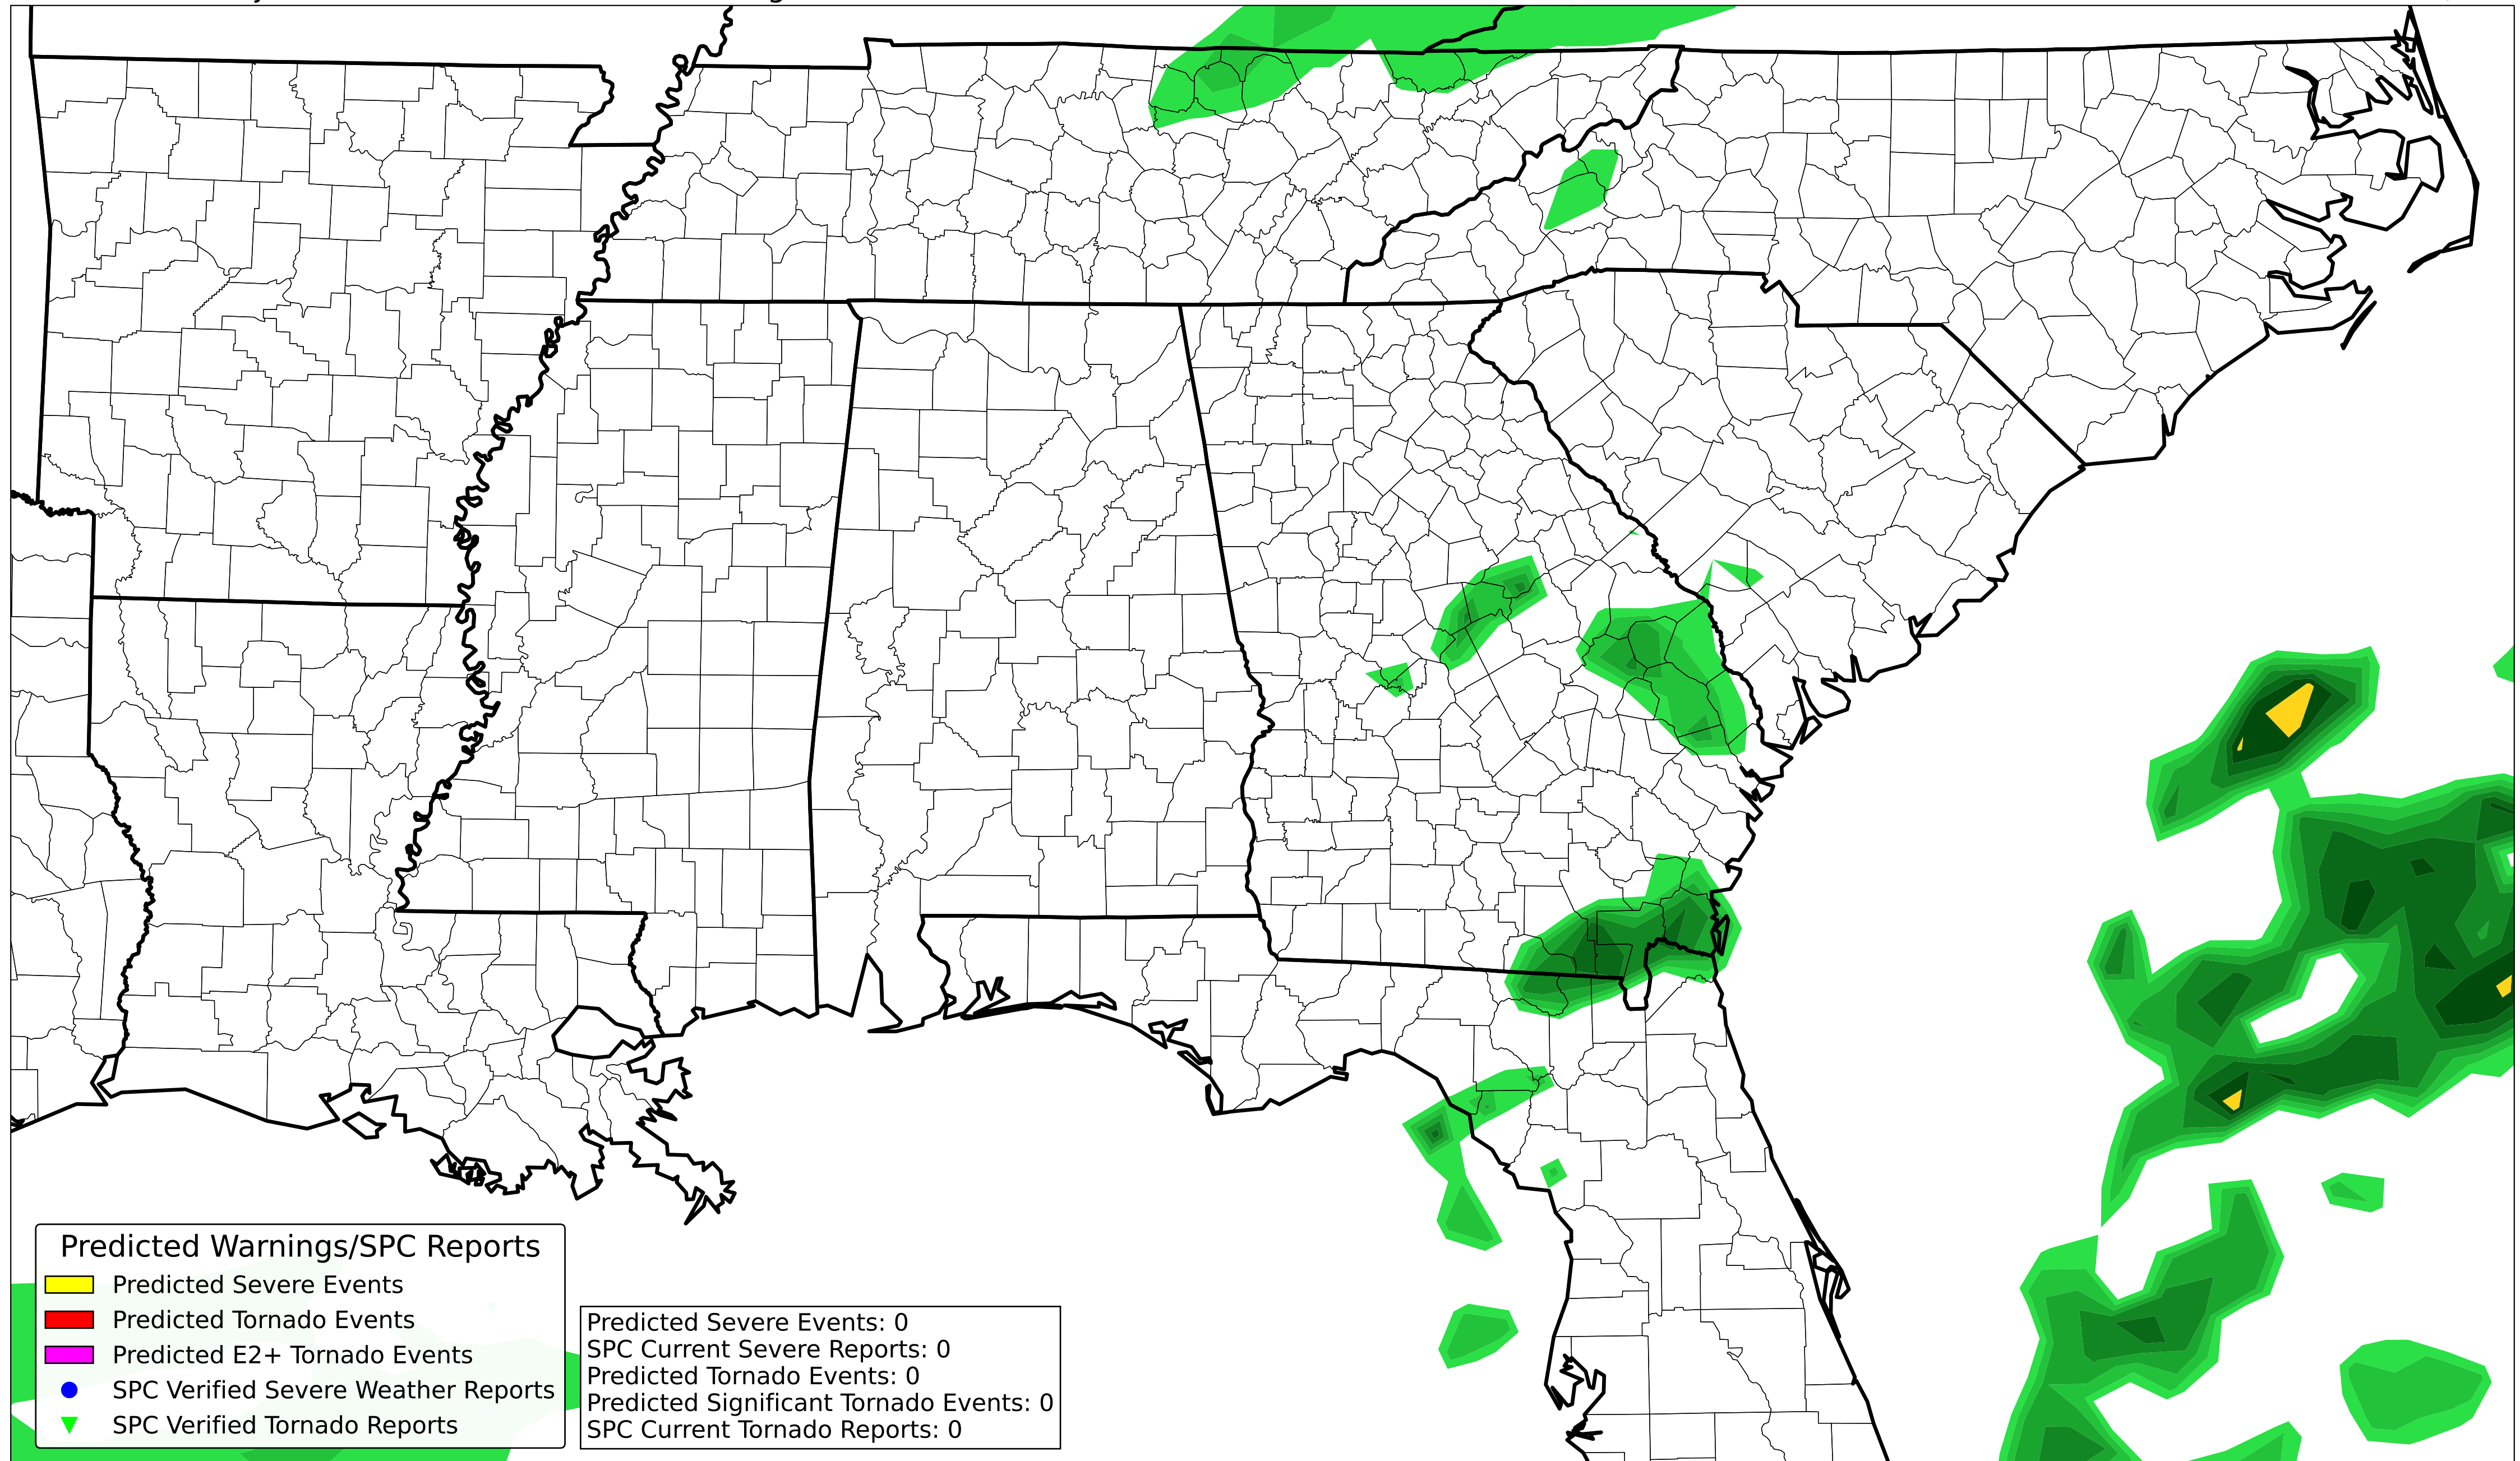 Predicted Warnings/SPC Reports
Predicted Severe Events
Predicted Tornado Events
Predicted E2+ Tornado Events
SPC Verified Severe Weather Reports
SPC Verified Tornado Reports
Predicted Severe Events: 0
SPC Current Severe Reports: 0
Predicted Tornado Events: 0
Predicted Significant Tornado Events: 0
SPC Current Tornado Reports: 0